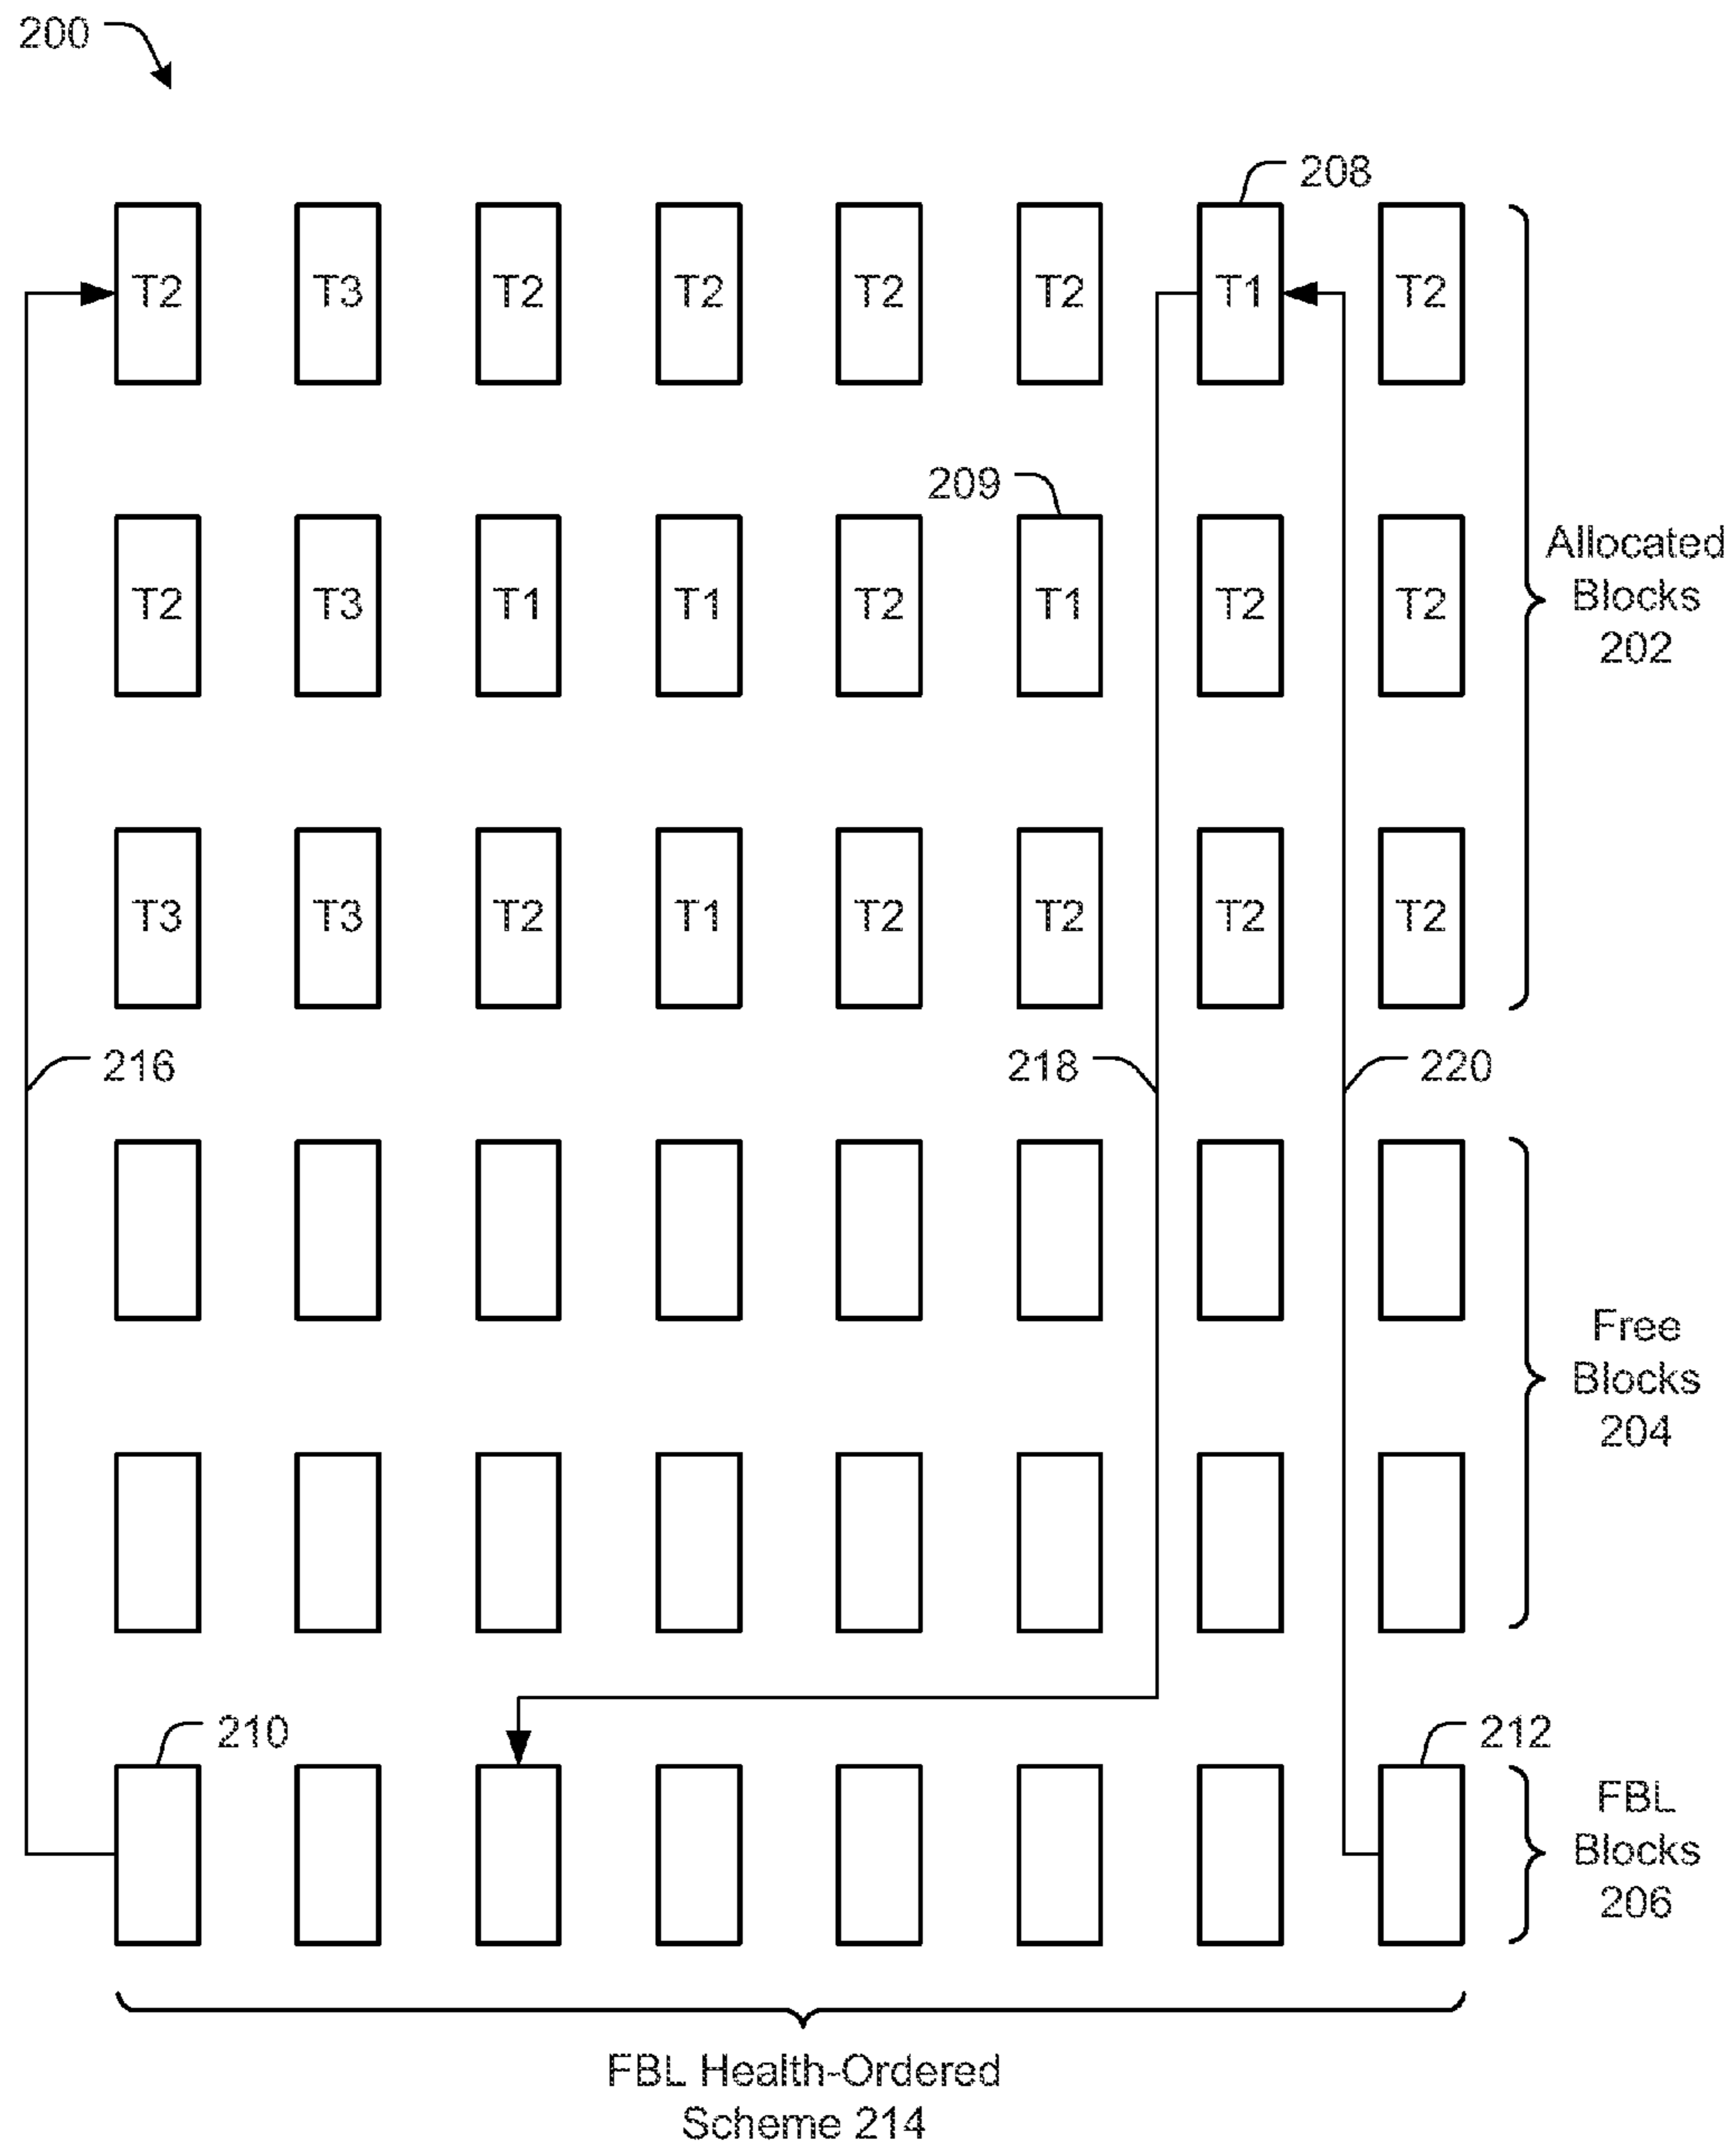 200
208
T2 T3 T2 T2 T2 T2 T1 T2
209
T2 T3 T1 T1 T2 T1 T2 T2
Allocated
Blocks
202
T3 T3 T2 T1 T2 T2 T2 T2
216 218 220
Free
Blocks
204
210 212
FBL
Blocks
206
FBL Health-Ordered
Scheme 214